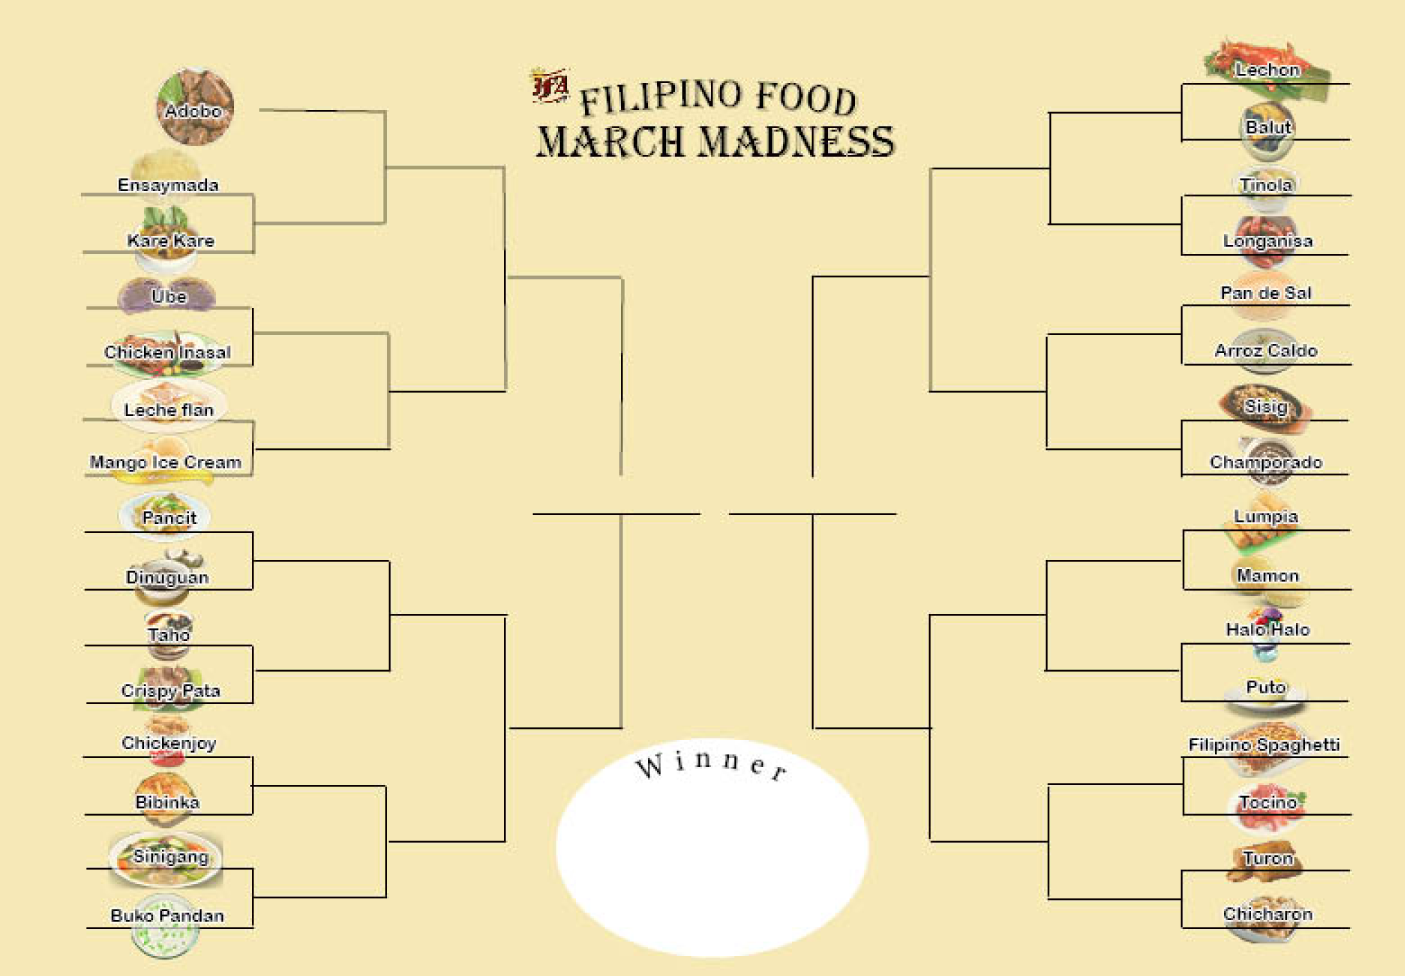 FILIPINO FOOD
MARCH MADNESS
Adobo
Ensaymada
Kare Kare
Ube
Chicken Inasal
Leche flan
Mango Ice Cream
Pancit
Dinuguan
Taho
Crispy Pata
Chickenjoy
Bibinka
Sinigang
Buko Pandan
Lechon
Balut
Tinola
Longanisa
Pan de Sal
Arroz Caldo
Sisig
Champorado
Lumpia
Mamon
Halo Halo
Puto
Filipino Spaghetti
Tocino
Turon
Chicharon
Winner